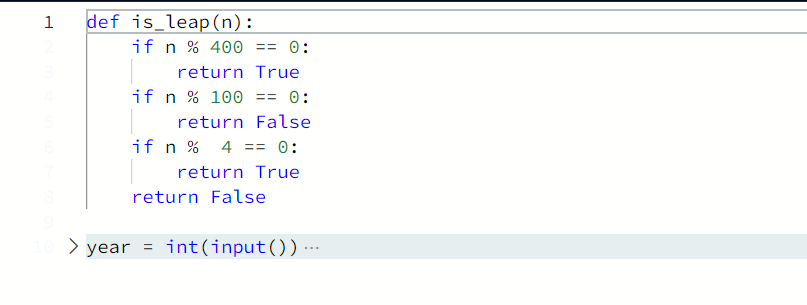 1 def is_leap(n):
2 if n % 400 == 0:
3 return True
4 if n % 100 == 0:
5 return False
6 if n %  4 == 0:
7 return True
8 return False
9
10 year = int(input())···